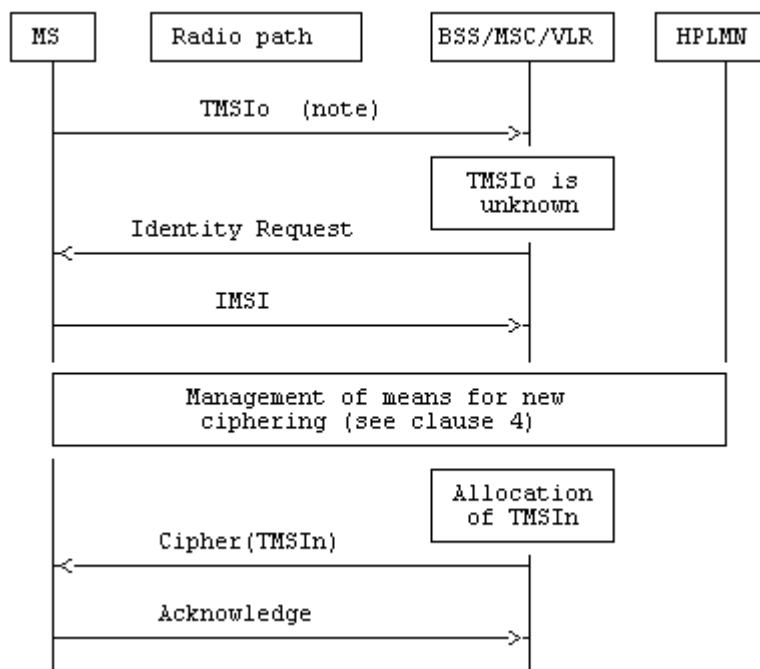 MS
Radio path
BSS/MSC/VLR
HPLMN
TMSIo (note)
TMSIo is
unknown
Identity Request
IMSI
Management of means for new
ciphering (see clause 4)
Allocation
of TMSIn
Cipher(TMSIn)
Acknowledge